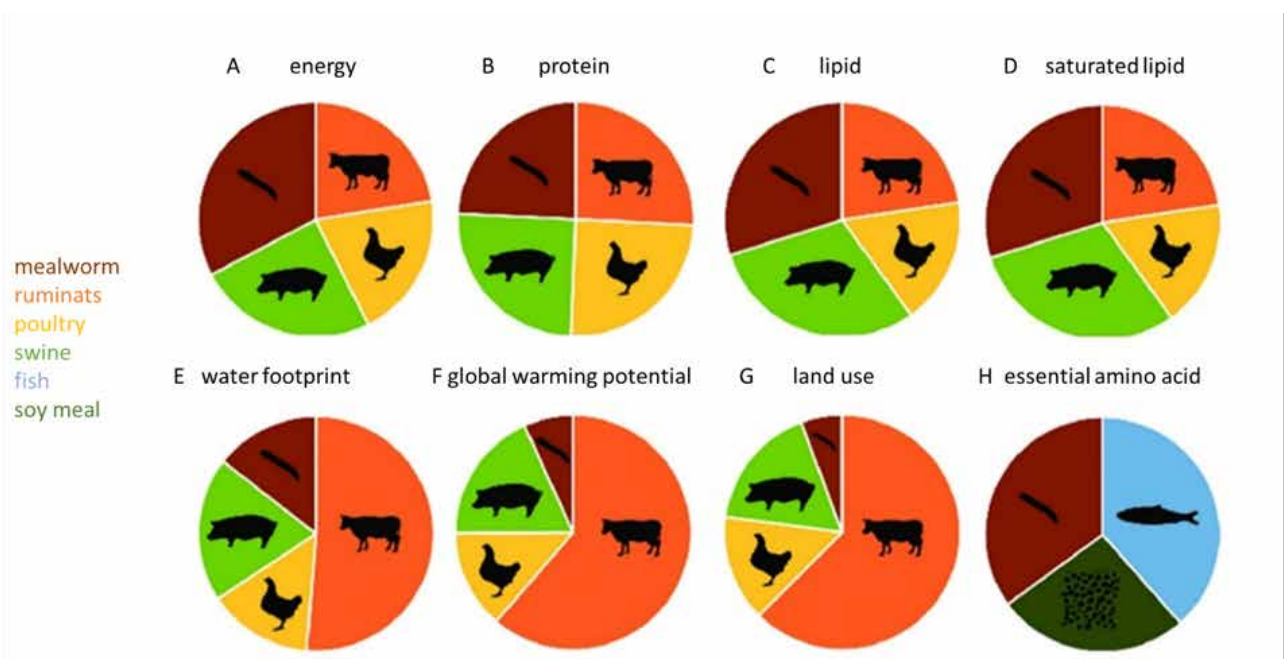 A energy
B protein
C lipid
D saturated lipid
mealworm
ruminats
poultry
swine
fish
soy meal
E water footprint
F global warming potential
G land use
H essential amino acid